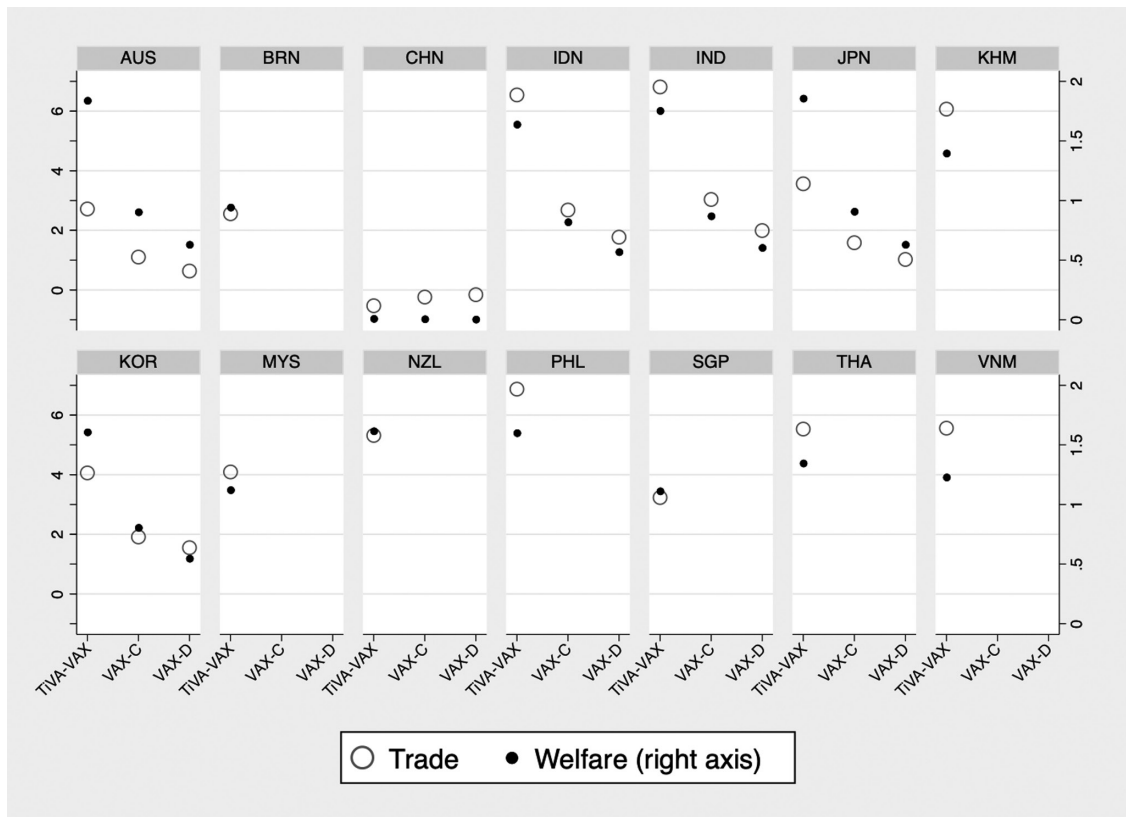 AUS BRN CHN IDN IND JPN KHM
6 4 2 0
2 1.5 1 .5 0
KOR MYS NZL PHL SGP THA VNM
6 4 2 0
2 1.5 1 .5 0
TiVA-VAX VAX-C VAX-D TiVA-VAX VAX-C VAX-D TiVA-VAX VAX-C VAX-D TiVA-VAX VAX-C VAX-D TiVA-VAX VAX-C VAX-D TiVA-VAX VAX-C VAX-D TiVA-VAX VAX-C VAX-D
Trade Welfare (right axis)